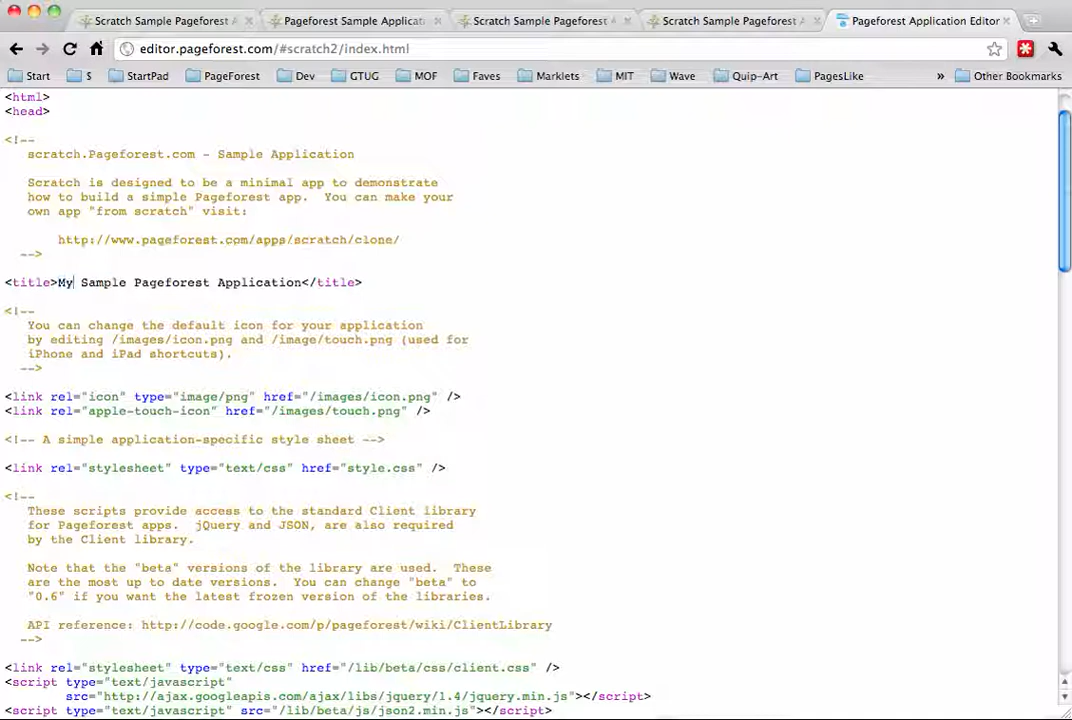 Scratch Sample Pageforest A
Pageforest Sample Applicati
Scratch Sample Pageforest A
Scratch Sample Pageforest A
Pageforest Application Editor
editor.pageforest.com/#scratch2/index.html
Start $ StartPad PageForest Dev GTUG MOF Faves Marklets MIT Wave Quip-Art PagesLike » Other Bookmarks
<html>
<head>
<!--
scratch.Pageforest.com - Sample Application
Scratch is designed to be a minimal app to demonstrate
how to build a simple Pageforest app.  You can make your
own app "from scratch" visit:
http://www.pageforest.com/apps/scratch/clone/
-->
<title>My Sample Pageforest Application</title>
<!--
You can change the default icon for your application
by editing /images/icon.png and /image/touch.png (used for
iPhone and iPad shortcuts).
-->
<link rel="icon" type="image/png" href="/images/icon.png" />
<link rel="apple-touch-icon" href="/images/touch.png" />
<!-- A simple application-specific style sheet -->
<link rel="stylesheet" type="text/css" href="style.css" />
<!--
These scripts provide access to the standard Client library
for Pageforest apps.  jQuery and JSON, are also required
by the Client library.
Note that the "beta" versions of the library are used.  These
are the most up to date versions.  You can change "beta" to
"0.6" if you want the latest frozen version of the libraries.
API reference: http://code.google.com/p/pageforest/wiki/ClientLibrary
-->
<link rel="stylesheet" type="text/css" href="/lib/beta/css/client.css" />
<script type="text/javascript"
src="http://ajax.googleapis.com/ajax/libs/jquery/1.4/jquery.min.js"></script>
<script type="text/javascript" src="/lib/beta/js/json2.min.js"></script>